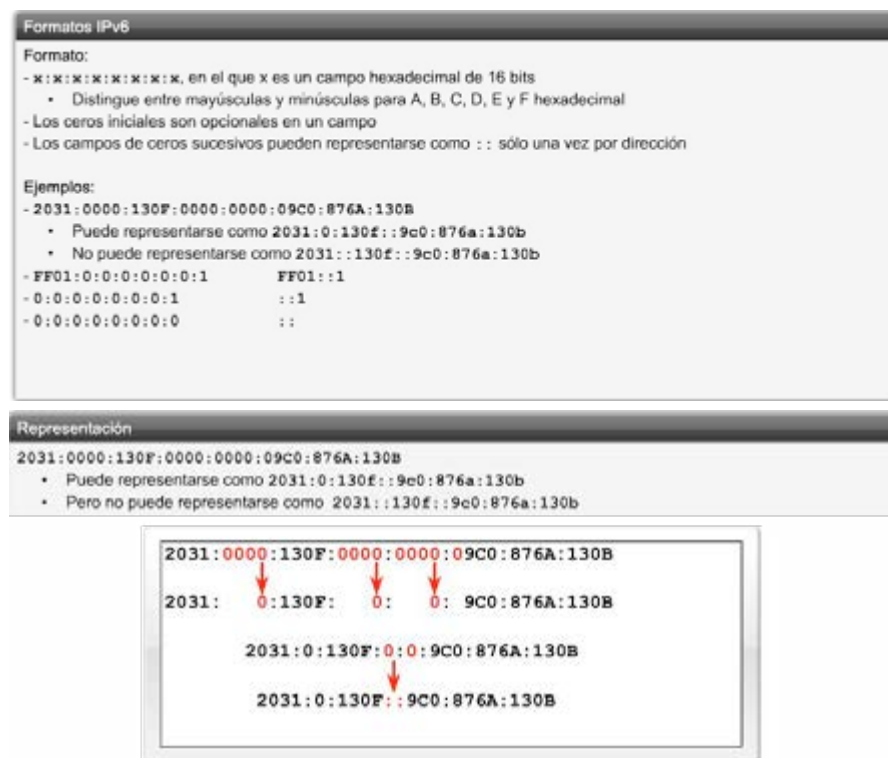 Formatos IPv6
Formato:
- x:x:x:x:x:x:x:x, en el que x es un campo hexadecimal de 16 bits
• Distingue entre mayúsculas y minúsculas para A, B, C, D, E y F hexadecimal
- Los ceros iniciales son opcionales en un campo
- Los campos de ceros sucesivos pueden representarse como :: sólo una vez por dirección
Ejemplos:
- 2031:0000:130F:0000:0000:09C0:876A:130B
• Puede representarse como 2031:0:130f::9c0:876a:130b
• No puede representarse como 2031::130f::9c0:876a:130b
- FF01:0:0:0:0:0:0:1 FF01::1
- 0:0:0:0:0:0:0:1 ::1
- 0:0:0:0:0:0:0:0 ::
Representación
2031:0000:130F:0000:0000:09C0:876A:130B
• Puede representarse como 2031:0:130f::9c0:876a:130b
• Pero no puede representarse como 2031::130f::9c0:876a:130b
2031:0000:130F:0000:0000:09C0:876A:130B
2031: 0:130F: 0: 0: 9C0:876A:130B
2031:0:130F:0:0:9C0:876A:130B
2031:0:130F::9C0:876A:130B